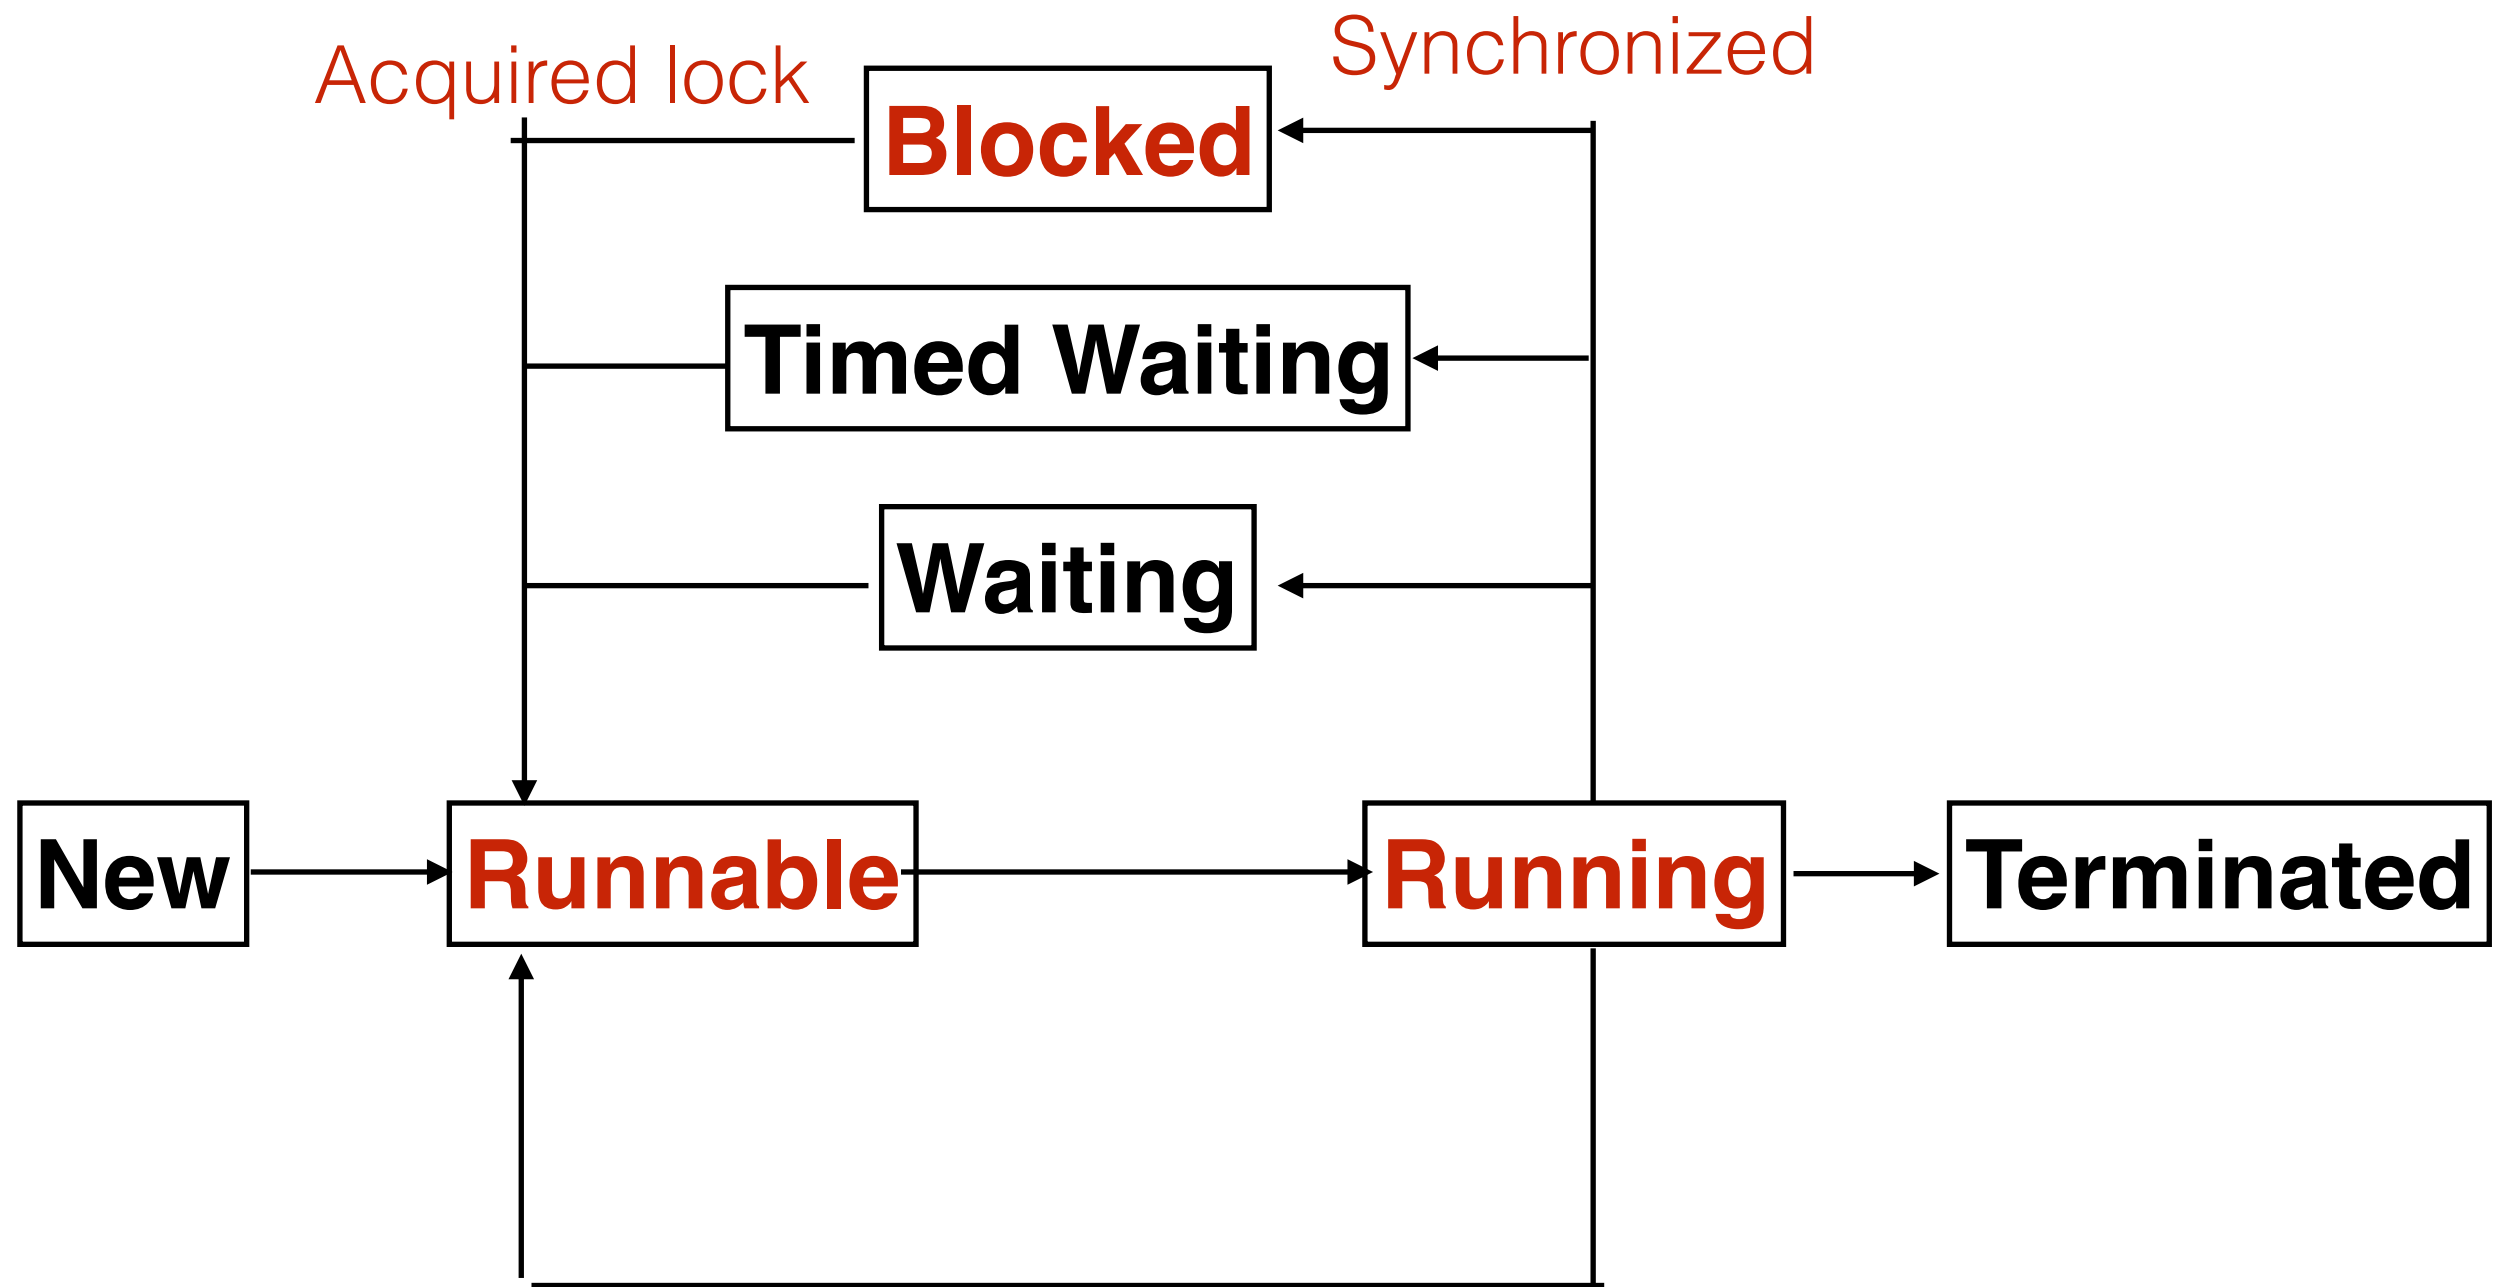 Acquired lock
Synchronized
Blocked
Timed Waiting
Waiting
New
Runnable
Running
Terminated